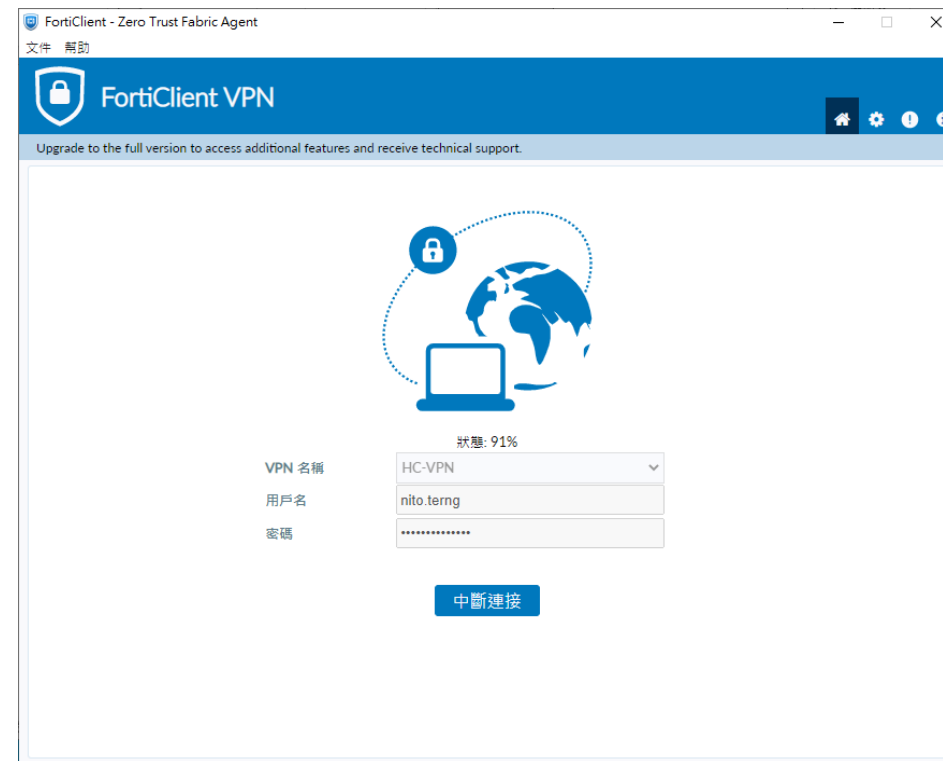 FortiClient - Zero Trust Fabric Agent
文件 幫助
FortiClient VPN
Upgrade to the full version to access additional features and receive technical support.
狀態: 91%
VPN 名稱 HC-VPN
用戶名 nito.terng
密碼 ••••••••••••••
中斷連接